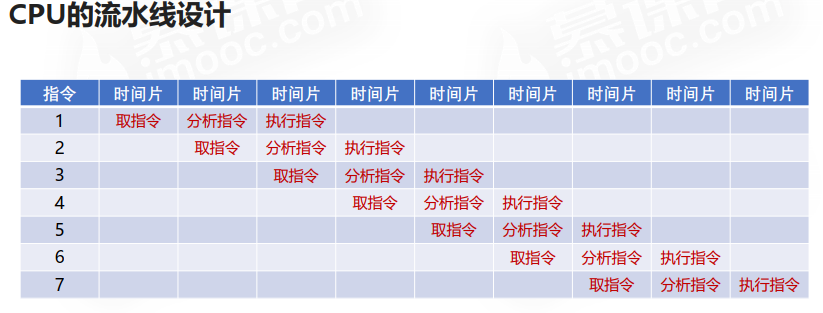 CPU的流水线设计
慕课网
imooc.com
imooc.com
指令 时间片 时间片 时间片 时间片 时间片 时间片 时间片 时间片 时间片
1 取指令 分析指令 执行指令
2 取指令 分析指令 执行指令
3 取指令 分析指令 执行指令
4 取指令 分析指令 执行指令
5 取指令 分析指令 执行指令
6 取指令 分析指令 执行指令
7 取指令 分析指令 执行指令